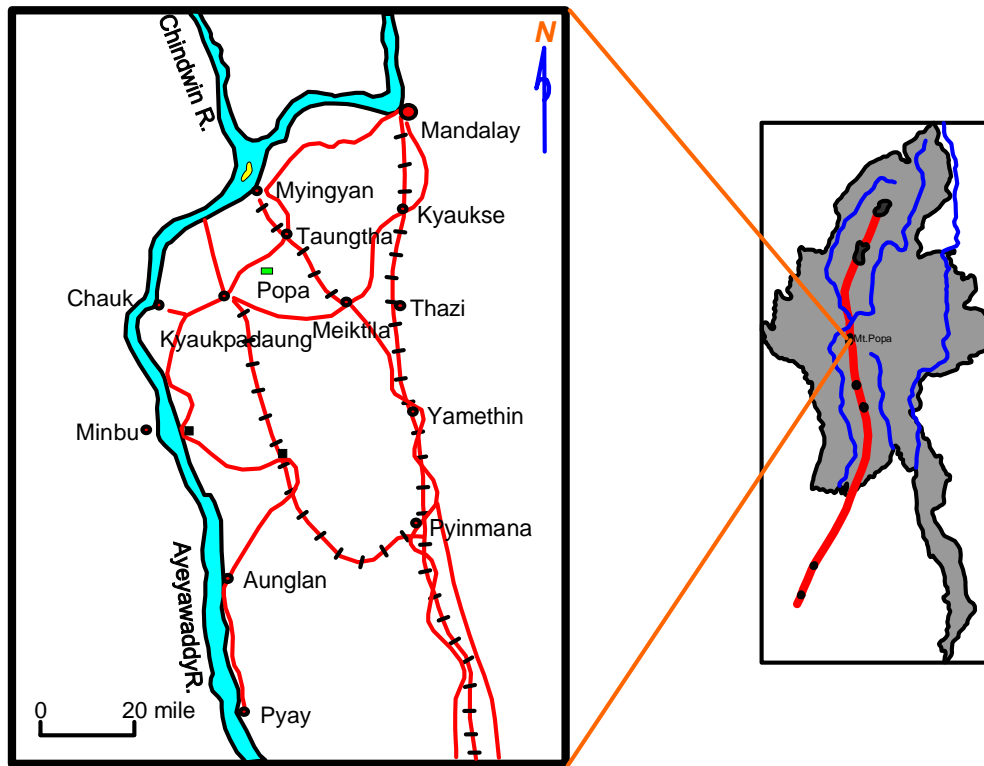 Chindwin R.
N
Mandalay
Myingyan
Kyaukse
Taungtha
Popa
Chauk
Thazi
Meiktila
Kyaukpadaung
Mt.Popa
Yamethin
Minbu
Pyinmana
Ayeyawaddy R.
Aunglan
0 20 mile
Pyay